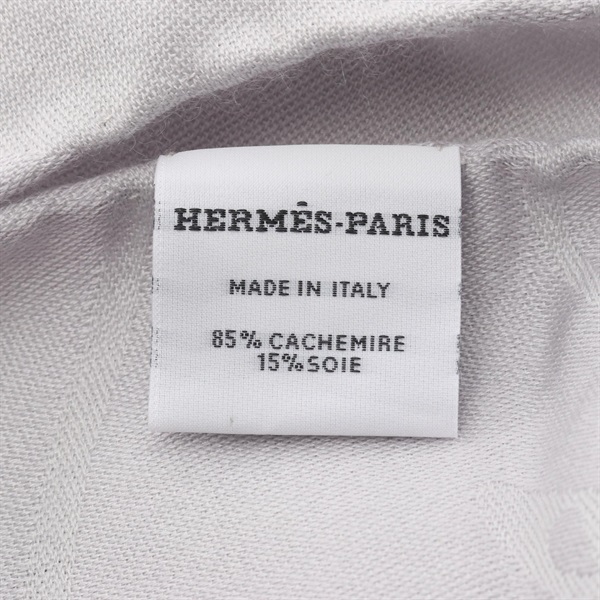 HERMÈS-PARIS
MADE IN ITALY
85% CACHEMIRE
15% SOIE